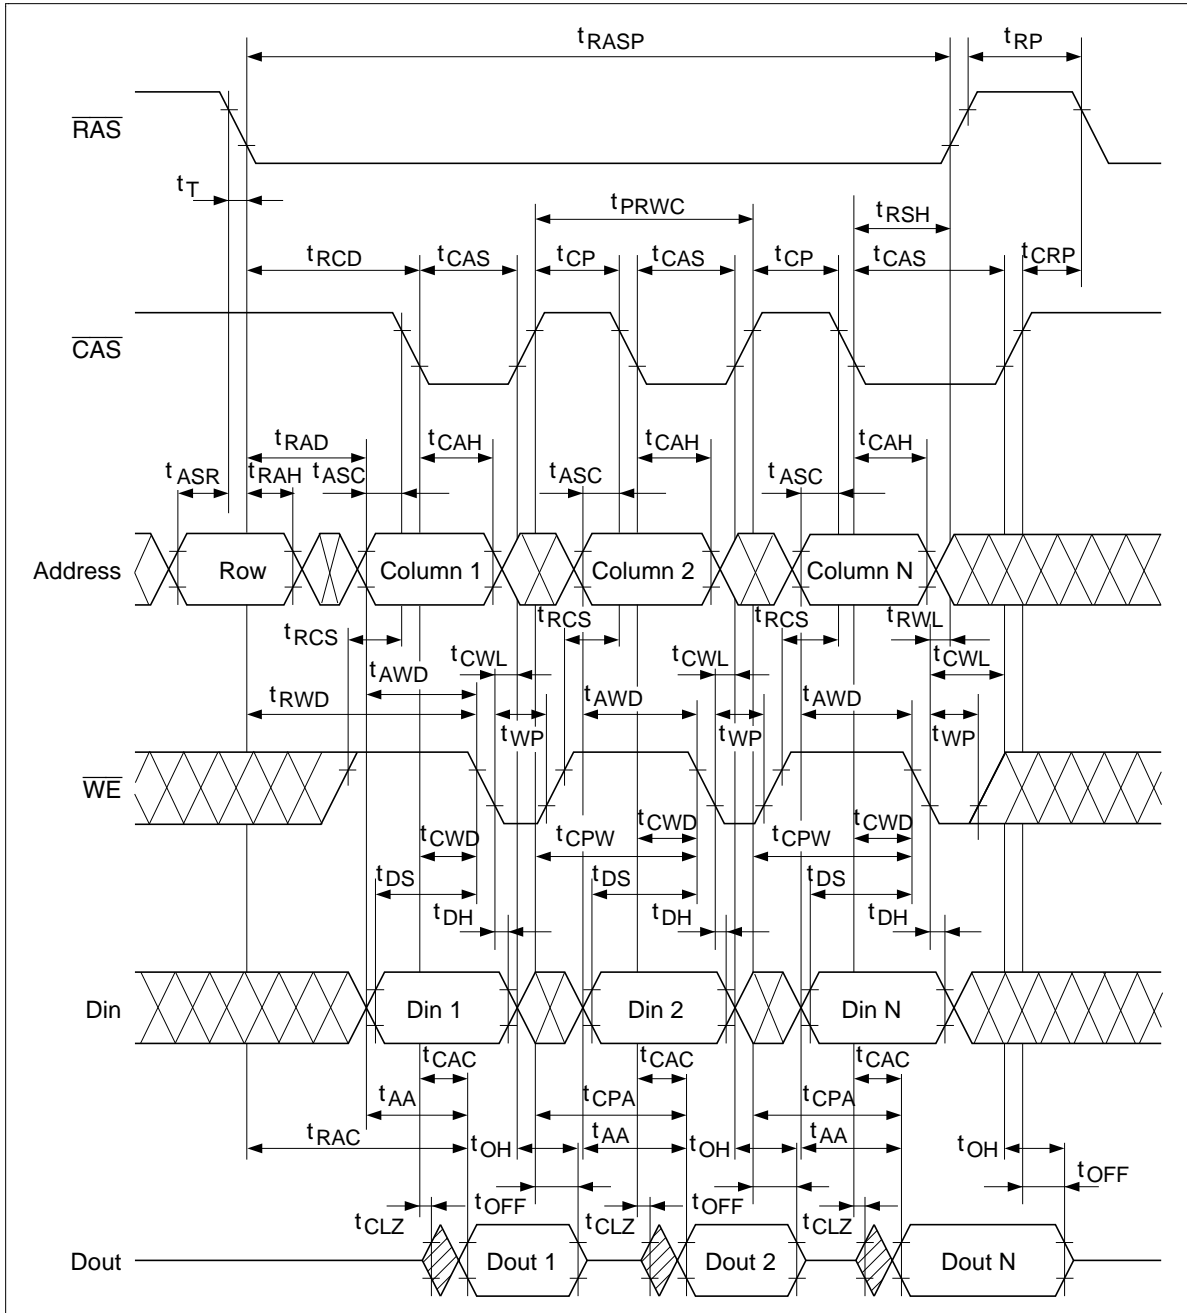 tRASP tRP
RAS
tT
tPRWC tRSH
tRCD tCAS tCP tCAS tCP tCAS tCRP
CAS
tRAD tCAH tCAH tCAH
tASR tRAH tASC tASC tASC
Address Row Column 1 Column 2 Column N
tRCS tRCS tRCS tRWL
tCWL tCWL tCWL
tAWD tAWD tAWD
tRWD tWP tWP tWP
WE
tCWD tCPW tCWD tCPW tCWD
tDS tDS tDS
tDH tDH tDH
Din Din 1 Din 2 Din N
tCAC tCAC tCAC
tAA tCPA tCPA
tRAC tOH tAA tOH tAA tOH
tOFF tOFF tOFF
tCLZ tCLZ tCLZ
Dout Dout 1 Dout 2 Dout N